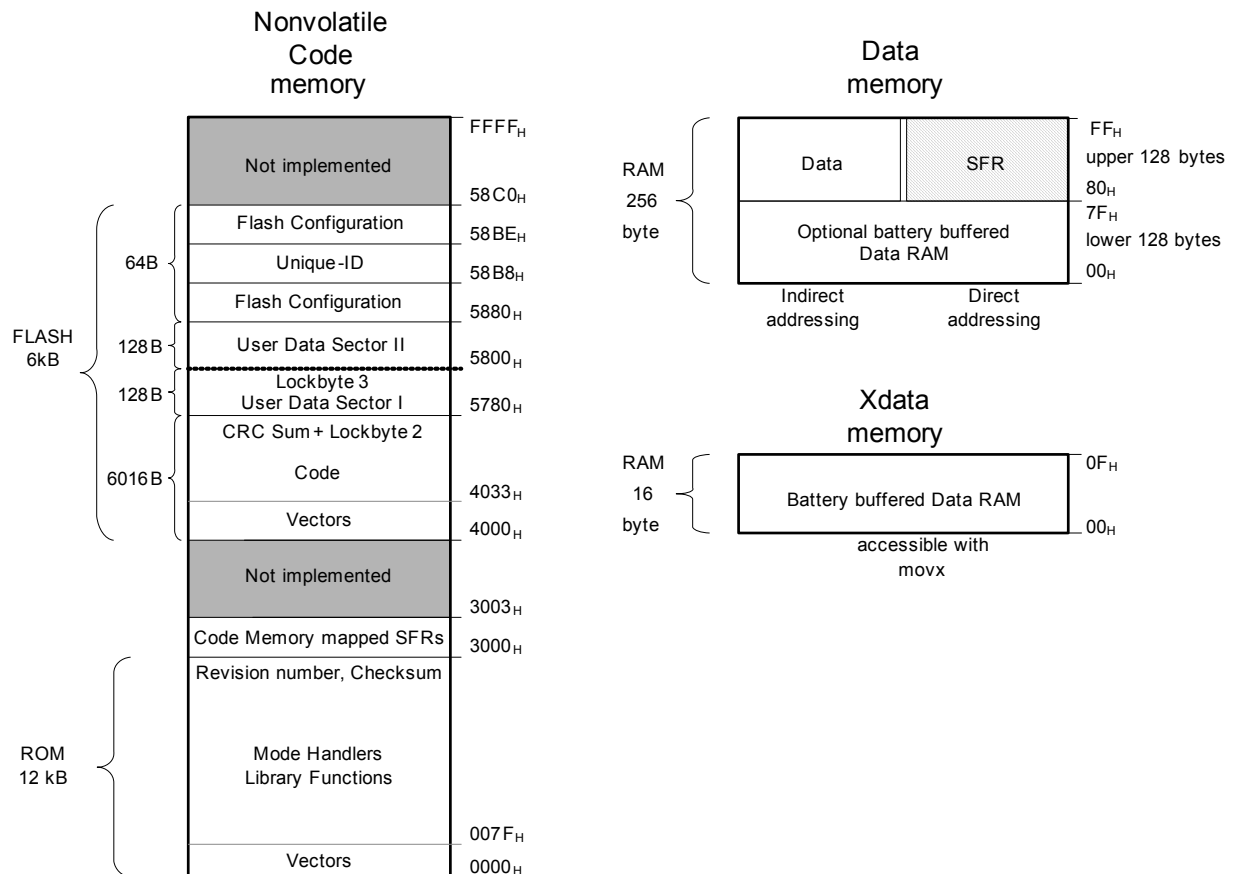 Nonvolatile
Code
memory
FFFFH
Not implemented
58C0H
Flash Configuration
58BEH
64B
Unique-ID
58B8H
Flash Configuration
5880H
FLASH
6kB
128B
User Data Sector II
5800H
128B
Lockbyte 3
User Data Sector I
5780H
CRC Sum + Lockbyte 2
6016B
Code
4033H
Vectors
4000H
Not implemented
3003H
Code Memory mapped SFRs
3000H
Revision number, Checksum
ROM
12 kB
Mode Handlers
Library Functions
007FH
Vectors
0000H
Data
memory
RAM
256
byte
Data
SFR
FFH
upper 128 bytes
80H
7FH
lower 128 bytes
00H
Optional battery buffered
Data RAM
Indirect
addressing
Direct
addressing
Xdata
memory
RAM
16
byte
Battery buffered Data RAM
0FH
00H
accessible with
movx